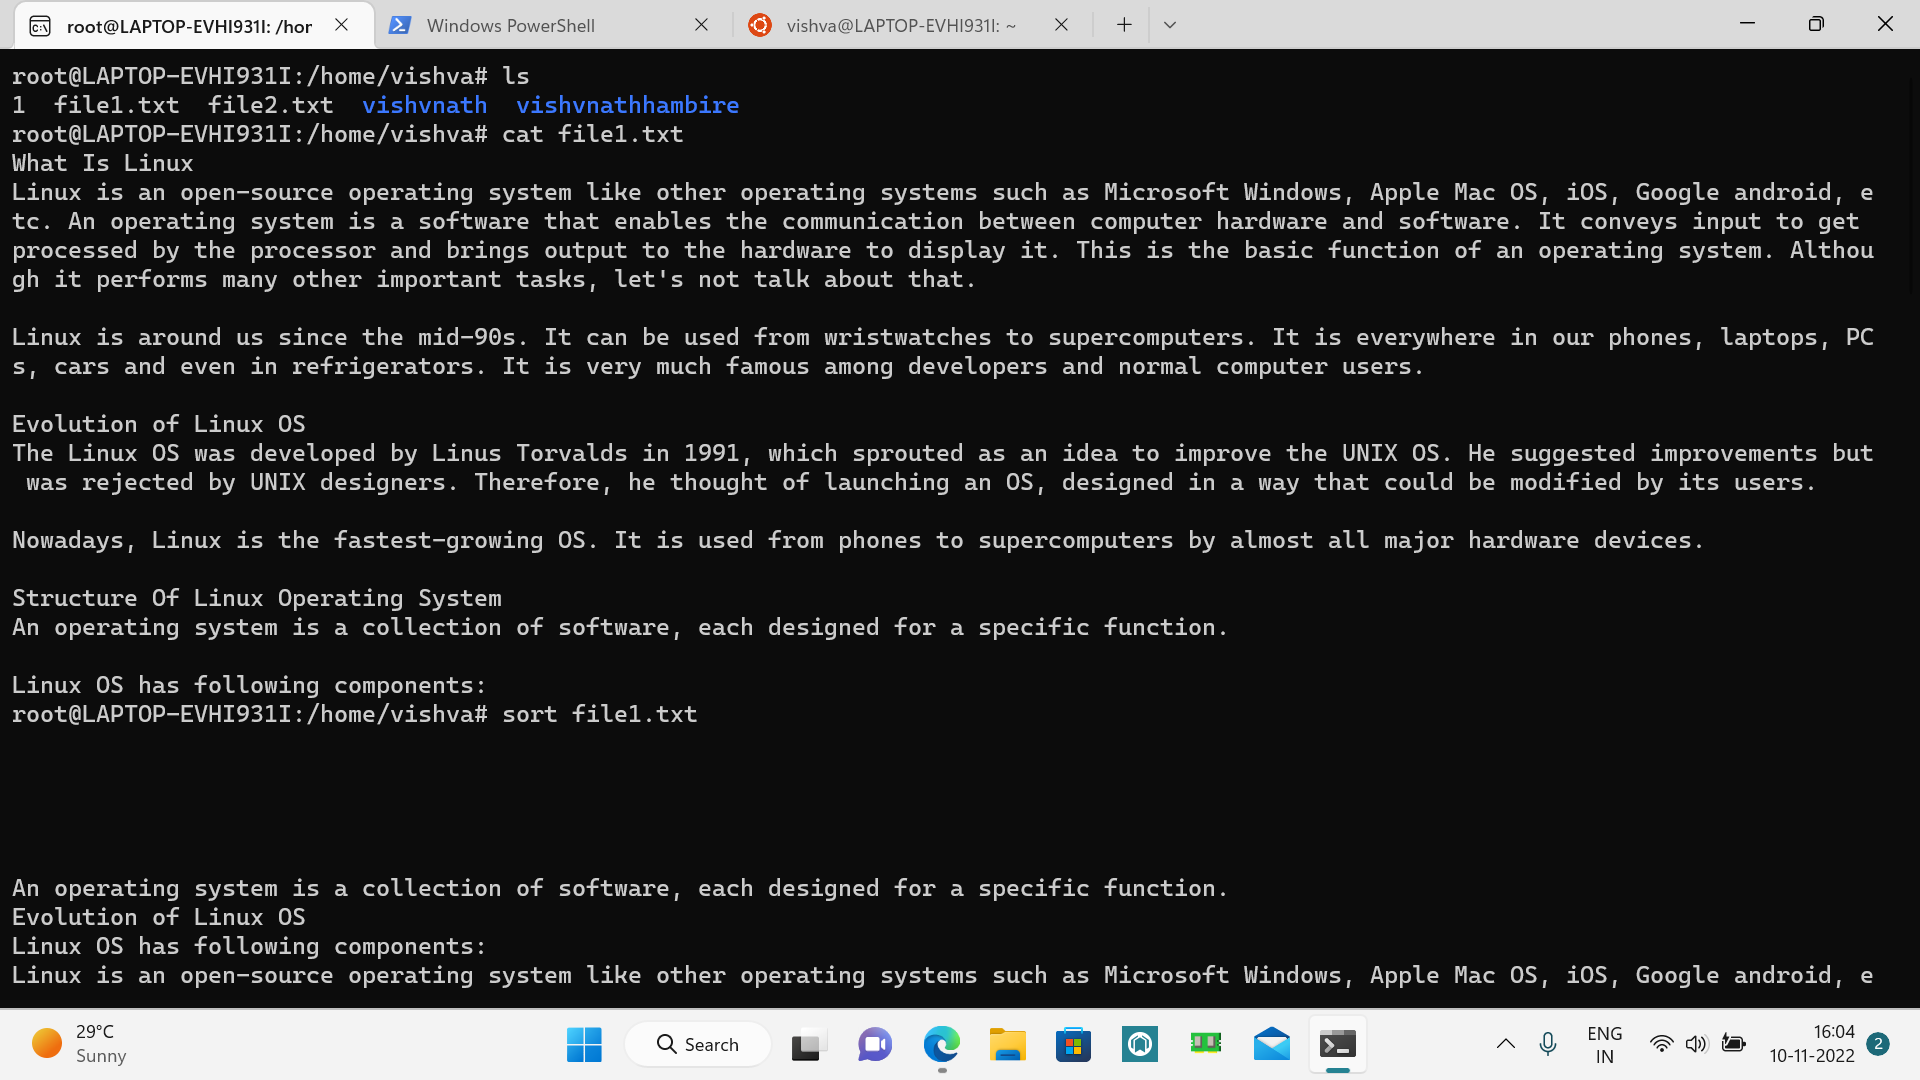 root@LAPTOP-EVHI931I: /hor
Windows PowerShell
vishva@LAPTOP-EVHI931I: ~
root@LAPTOP-EVHI931I:/home/vishva# ls
1  file1.txt  file2.txt  vishvnath  vishvnathhambire
root@LAPTOP-EVHI931I:/home/vishva# cat file1.txt
What Is Linux
Linux is an open-source operating system like other operating systems such as Microsoft Windows, Apple Mac OS, iOS, Google android, e
tc. An operating system is a software that enables the communication between computer hardware and software. It conveys input to get
processed by the processor and brings output to the hardware to display it. This is the basic function of an operating system. Althou
gh it performs many other important tasks, let's not talk about that.
Linux is around us since the mid-90s. It can be used from wristwatches to supercomputers. It is everywhere in our phones, laptops, PC
s, cars and even in refrigerators. It is very much famous among developers and normal computer users.
Evolution of Linux OS
The Linux OS was developed by Linus Torvalds in 1991, which sprouted as an idea to improve the UNIX OS. He suggested improvements but
was rejected by UNIX designers. Therefore, he thought of launching an OS, designed in a way that could be modified by its users.
Nowadays, Linux is the fastest-growing OS. It is used from phones to supercomputers by almost all major hardware devices.
Structure Of Linux Operating System
An operating system is a collection of software, each designed for a specific function.
Linux OS has following components:
root@LAPTOP-EVHI931I:/home/vishva# sort file1.txt
An operating system is a collection of software, each designed for a specific function.
Evolution of Linux OS
Linux OS has following components:
Linux is an open-source operating system like other operating systems such as Microsoft Windows, Apple Mac OS, iOS, Google android, e
29°C
Sunny
Search
ENG
IN
16:04
10-11-2022
2